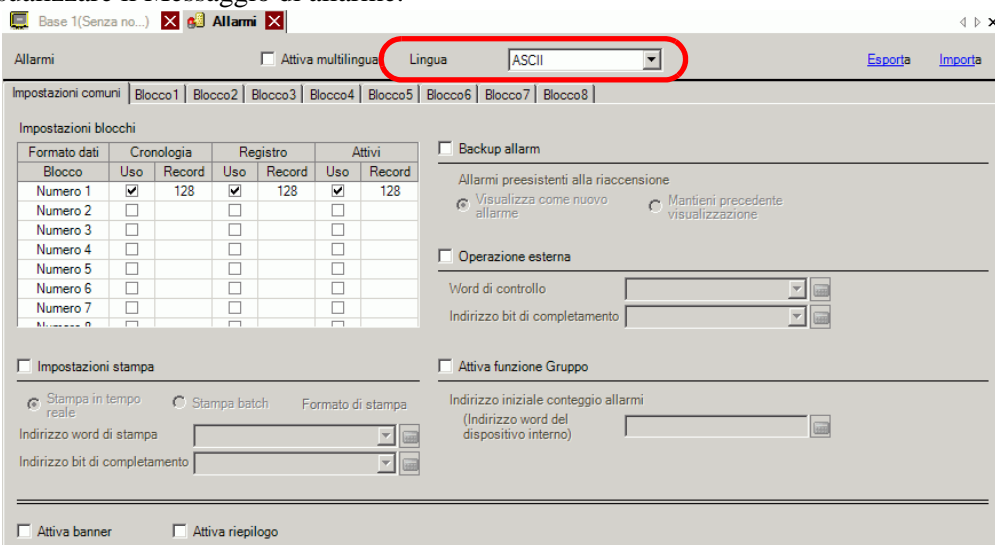 Base 1(Senza no...) Allarmi
Allarmi Attiva multilingua Lingua ASCII Esporta Importa
Impostazioni comuni Blocco1 Blocco2 Blocco3 Blocco4 Blocco5 Blocco6 Blocco7 Blocco8
Impostazioni blocchi
Formato dati Cronologia Registro Attivi
Blocco Uso Record Uso Record Uso Record
Numero 1 128 128 128
Numero 2
Numero 3
Numero 4
Numero 5
Numero 6
Numero 7
Backup allarm
Allarmi preesistenti alla riaccensione
Visualizza come nuovo
allarme
Mantieni precedente
visualizzazione
Operazione esterna
Word di controllo
Indirizzo bit di completamento
Impostazioni stampa
Stampa in tempo
reale
Stampa batch Formato di stampa
Indirizzo word di stampa
Indirizzo bit di completamento
Attiva funzione Gruppo
Indirizzo iniziale conteggio allarmi
(Indirizzo word del
dispositivo interno)
Attiva banner Attiva riepilogo